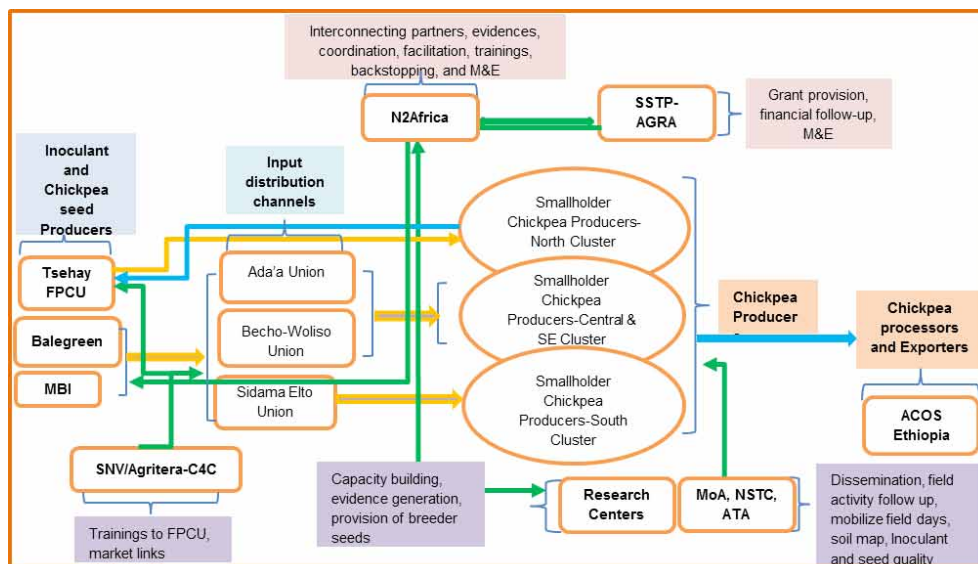 Interconnecting partners, evidences,
coordination, facilitation, trainings,
backstopping, and M&E
N2Africa
SSTP-
AGRA
Grant provision,
financial follow-up,
M&E
Inoculant
and
Chickpea
seed
Producers
Input
distribution
channels
Tsehay
FPCU
Balegreen
MBI
Ada'a Union
Becho-Woliso
Union
Sidama Elto
Union
Smallholder
Chickpea Producers-
North Cluster
Smallholder
Chickpea
Producers-Central &
SE Cluster
Smallholder
Chickpea
Producers-South
Cluster
Chickpea
Producer
Chickpea
processors
and Exporters
ACOS
Ethiopia
SNV/Agritera-C4C
Trainings to FPCU,
market links
Capacity building,
evidence generation,
provision of breeder
seeds
Research
Centers
MoA, NSTC,
ATA
Dissemination, field
activity follow up,
mobilize field days,
soil map, Inoculant
and seed quality